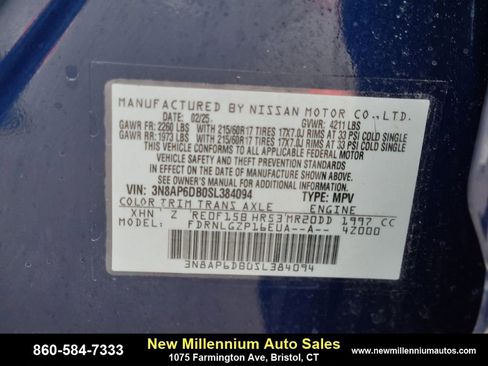 MANUFACTURED BY NISSAN MOTOR CO., LTD.
DATE: 02/25 GVWR: 4211 LBS
GAWR FR: 2260 LBS WITH 215/60R17 TIRES 17X7.0J RIMS AT 33 PSI COLD SINGLE
GAWR RR: 1973 LBS WITH 215/60R17 TIRES 17X7.0J RIMS AT 33 PSI COLD SINGLE
THIS VEHICLE CONFORMS TO ALL APPLICABLE FEDERAL MOTOR
VEHICLE SAFETY, BUMPER, AND THEFT PREVENTION STANDARDS
IN EFFECT ON THE DATE OF MANUFACTURE SHOWN ABOVE.
SEE OWNER'S MANUAL FOR ADDITIONAL INFORMATION
VIN: 3N8AP6DB0SL384094 TYPE: MPV
COLOR TRIM TRANS AXLE ENGINE
XHN Z RE0F15B HR53 MR20DD 1997 CC
MODEL: FDRNLGZP16EUA--A-- 4Z000
3N8AP6DB0SL384094
860-584-7333
New Millennium Auto Sales
1075 Farmington Ave, Bristol, CT
www.newmillenniumautos.com